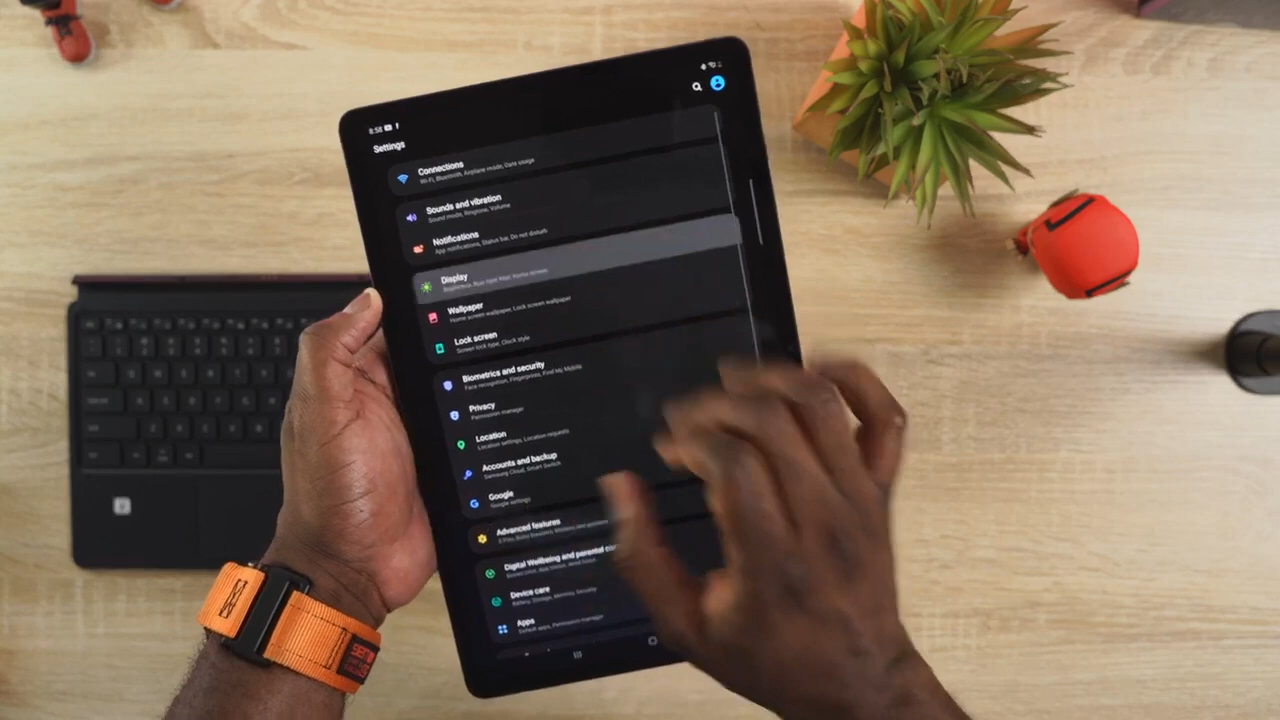 8:58
Settings
Connections
Wi-Fi, Bluetooth, Airplane mode, Data usage
Sounds and vibration
Sound mode, Ringtone, Volume
Notifications
App notifications, Status bar, Do not disturb
Display
Wallpaper
Home screen wallpaper, Lock screen wallpaper
Lock screen
Screen lock type, Clock style
Biometrics and security
Face recognition, Fingerprints, Find My Mobile
Privacy
Permission manager
Location
Location settings, Location requests
Accounts and backup
Samsung Cloud, Smart Switch
Google
Google settings
Advanced features
Digital Wellbeing and parental
Device care
Battery, Storage, Memory, Security
Apps
Default apps, Permission manager